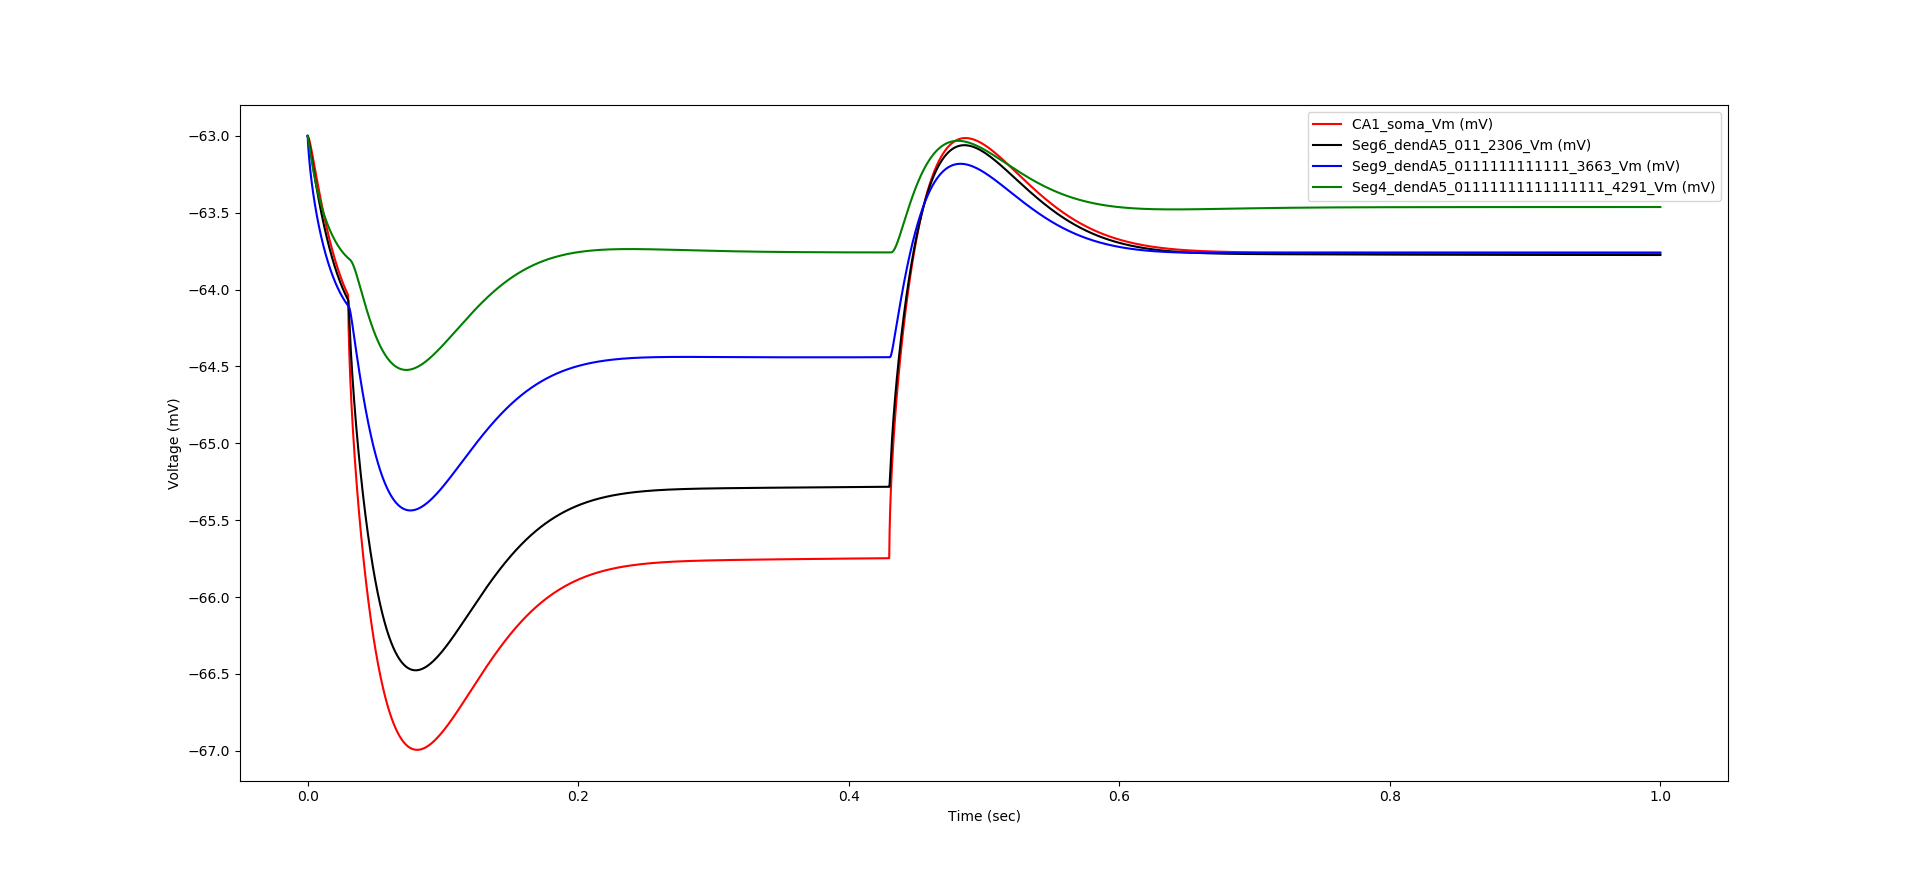 CA1_soma_Vm (mV)
Seg6_dendA5_011_2306_Vm (mV)
Seg9_dendA5_0111111111111_3663_Vm (mV)
Seg4_dendA5_01111111111111111_4291_Vm (mV)
−63.0
−63.5
−64.0
−64.5
−65.0
−65.5
−66.0
−66.5
−67.0
Voltage (mV)
0.0 0.2 0.4 0.6 0.8 1.0
Time (sec)